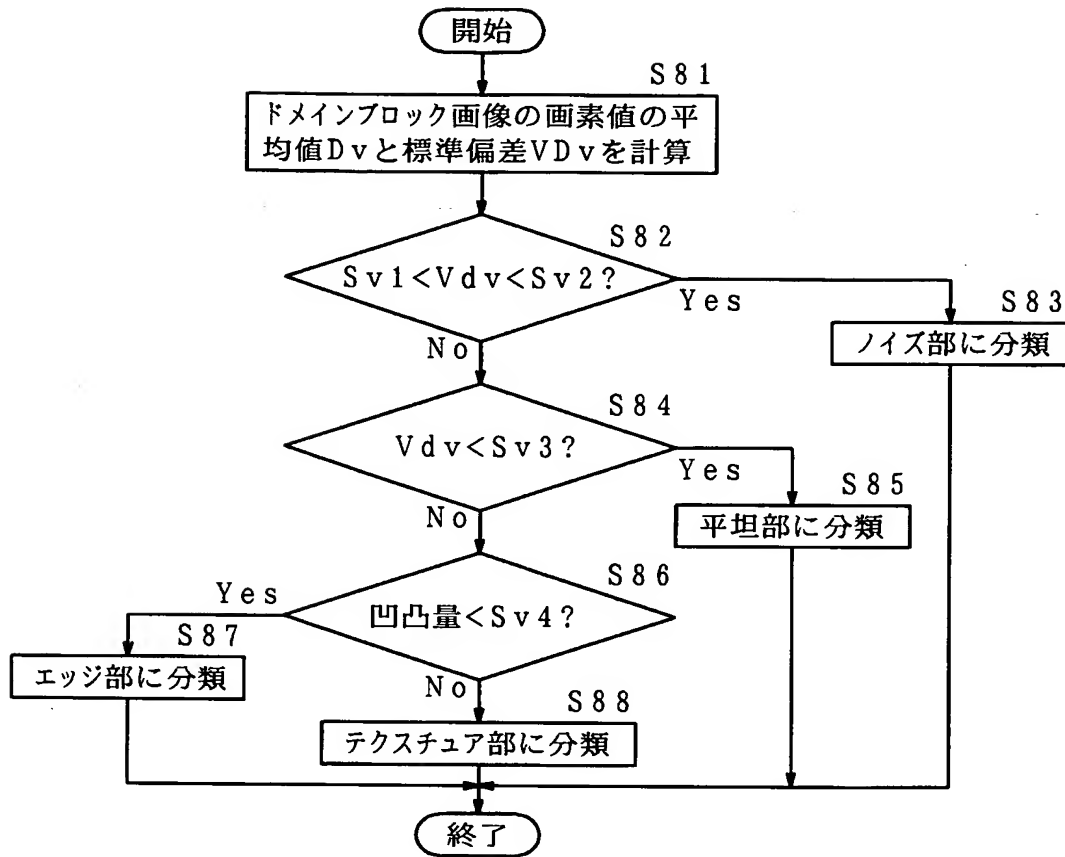 開始
S81
ドメインブロック画像の画素値の平
均値Dvと標準偏差VDvを計算
S82
Sv1<Vdv<Sv2?
Yes
S83
ノイズ部に分類
No
S84
Vdv<Sv3?
Yes
S85
平坦部に分類
No
S86
凹凸量<Sv4?
Yes
S87
エッジ部に分類
No
S88
テクスチュア部に分類
終了